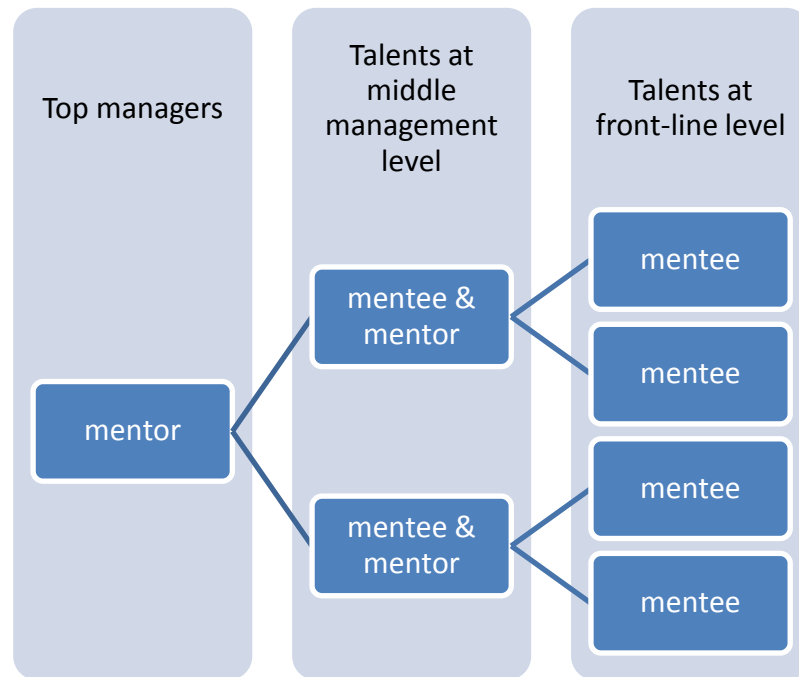 Top managers
Talents at
middle
management
level
Talents at
front-line level
mentor
mentee &
mentor
mentee &
mentor
mentee
mentee
mentee
mentee